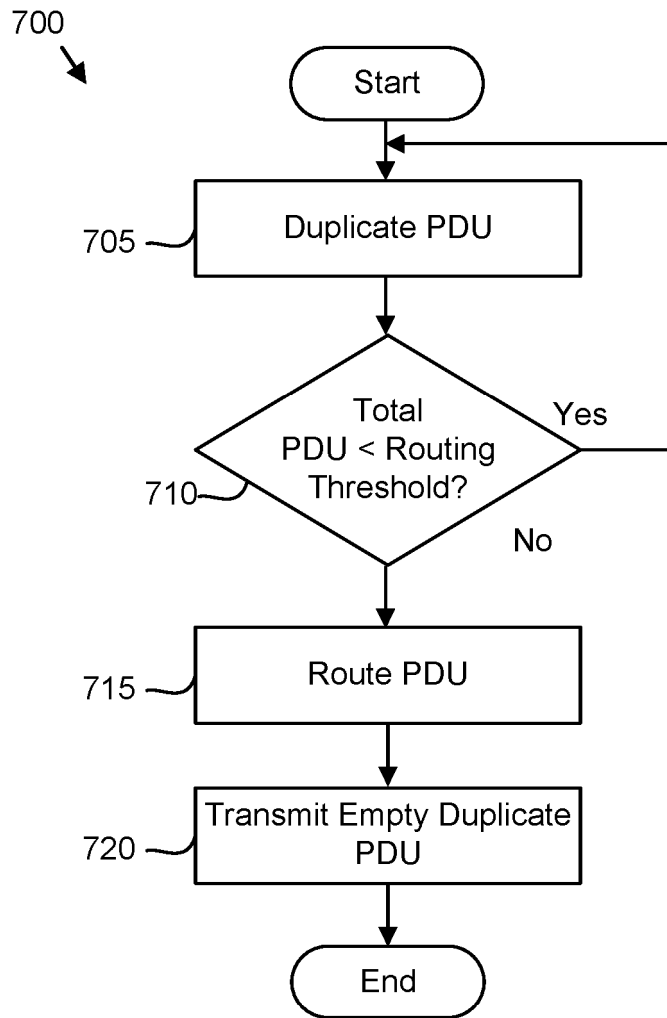 700
Start
705
Duplicate PDU
Total
PDU < Routing
Threshold?
Yes
710
No
715
Route PDU
720
Transmit Empty Duplicate
PDU
End